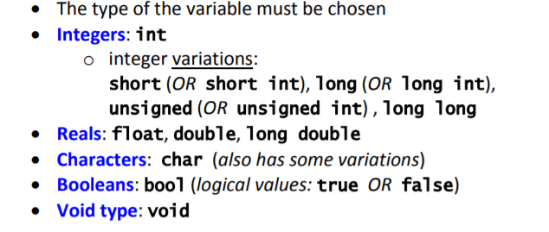 • The type of the variable must be chosen
• Integers: int
o integer variations:
short (OR short int), long (OR long int),
unsigned (OR unsigned int) , long long
• Reals: float, double, long double
• Characters: char (also has some variations)
• Booleans: bool (logical values: true OR false)
• Void type: void